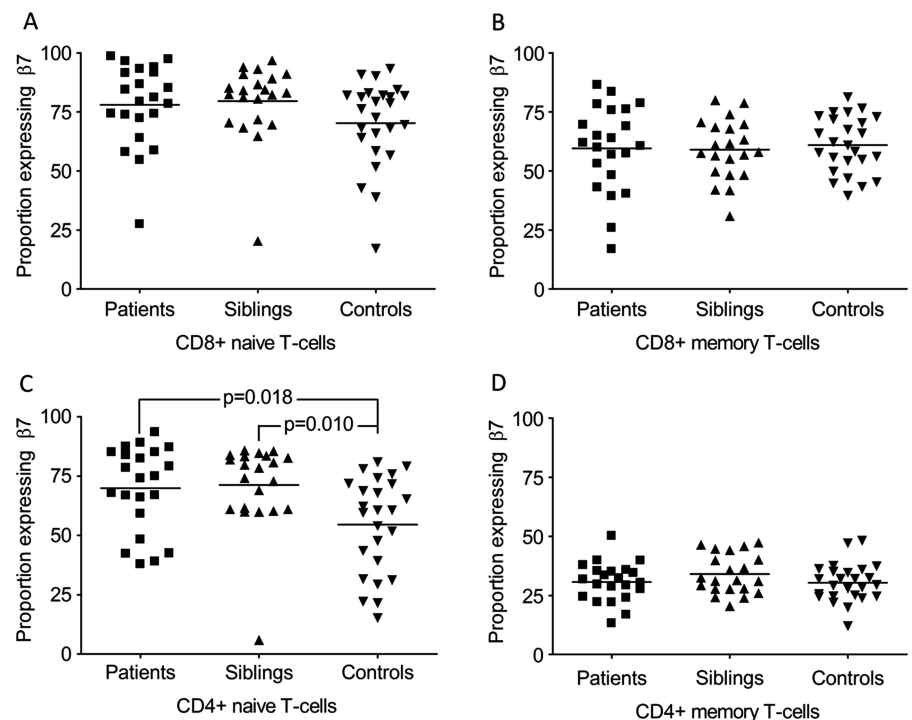 A
Proportion expressing β7
100
75
50
25
0
Patients Siblings Controls
CD8+ naive T-cells
B
Proportion expressing β7
100
75
50
25
0
Patients Siblings Controls
CD8+ memory T-cells
C
Proportion expressing β7
100
75
50
25
0
p=0.018
p=0.010
Patients Siblings Controls
CD4+ naive T-cells
D
Proportion expressing β7
100
75
50
25
0
Patients Siblings Controls
CD4+ memory T-cells